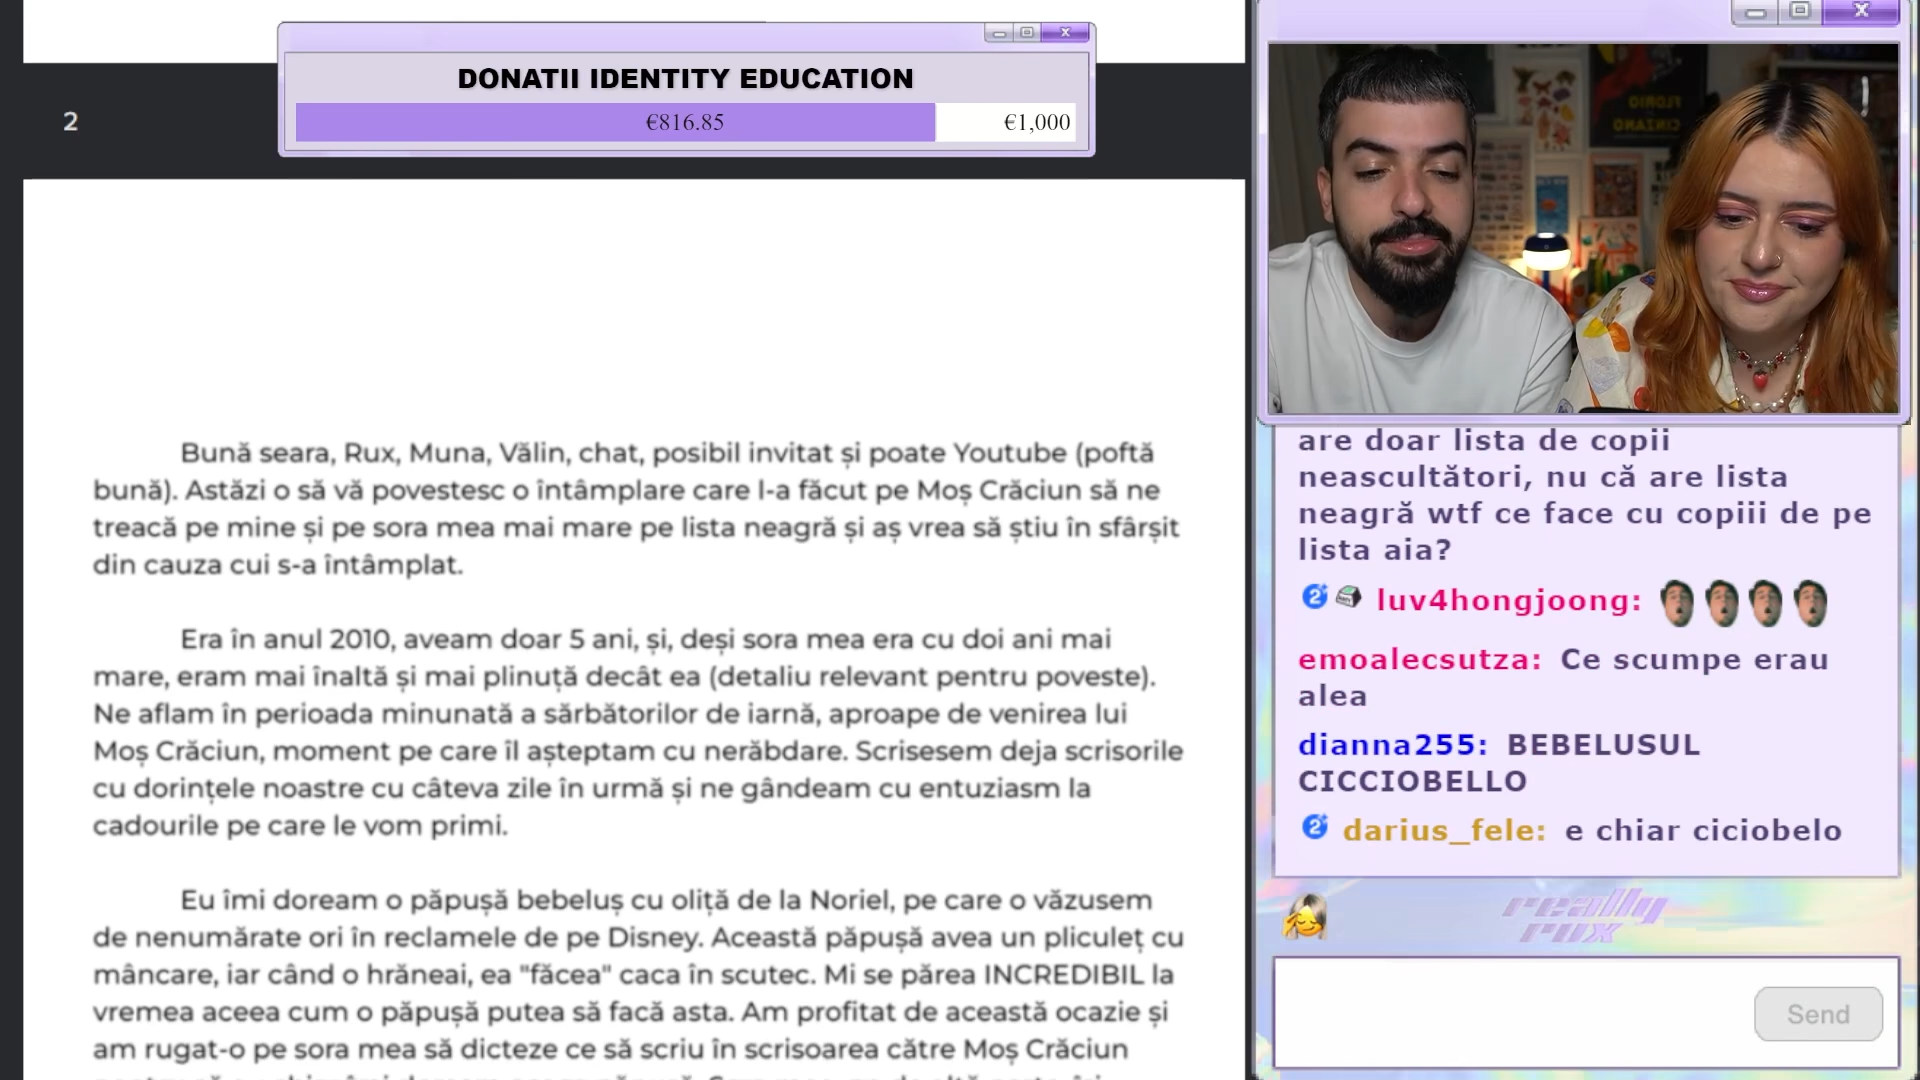 DONATII IDENTITY EDUCATION
€816.85
€1,000
2
Bună seara, Rux, Muna, Vălin, chat, posibil invitat și poate Youtube (poftă
bună). Astăzi o să vă povestesc o întâmplare care l-a făcut pe Moș Crăciun să ne
treacă pe mine și pe sora mea mai mare pe lista neagră și aș vrea să știu în sfârșit
din cauza cui s-a întâmplat.
Era în anul 2010, aveam doar 5 ani, și, deși sora mea era cu doi ani mai
mare, eram mai înaltă și mai plinuță decât ea (detaliu relevant pentru poveste).
Ne aflam în perioada minunată a sărbătorilor de iarnă, aproape de venirea lui
Moș Crăciun, moment pe care îl așteptam cu nerăbdare. Scrisesem deja scrisorile
cu dorințele noastre cu câteva zile în urmă și ne gândeam cu entuziasm la
cadourile pe care le vom primi.
Eu îmi doream o păpușă bebeluș cu oliță de la Noriel, pe care o văzusem
de nenumărate ori în reclamele de pe Disney. Această păpușă avea un pliculeț cu
mâncare, iar când o hrăneai, ea "făcea" caca în scutec. Mi se părea INCREDIBIL la
vremea aceea cum o păpușă putea să facă asta. Am profitat de această ocazie și
am rugat-o pe sora mea să dicteze ce să scriu în scrisoarea către Moș Crăciun
are doar lista de copii
neascultători, nu că are lista
neagră wtf ce face cu copiii de pe
lista aia?
luv4hongjoong:
emoalecsutza: Ce scumpe erau
alea
dianna255: BEBELUSUL
CICCIOBELLO
darius_fele: e chiar ciciobelo
really
rux
Send